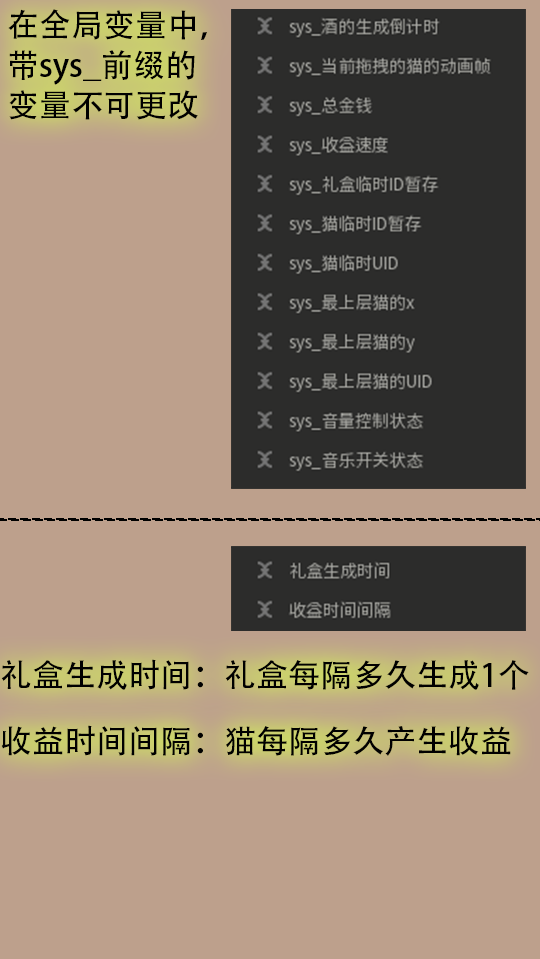 在全局变量中,
带sys_前缀的
变量不可更改
sys_酒的生成倒计时
sys_当前拖拽的猫的动画帧
sys_总金钱
sys_收益速度
sys_礼盒临时ID暂存
sys_猫临时ID暂存
sys_猫临时UID
sys_最上层猫的x
sys_最上层猫的y
sys_最上层猫的UID
sys_音量控制状态
sys_音乐开关状态
礼盒生成时间
收益时间间隔
礼盒生成时间：礼盒每隔多久生成1个
收益时间间隔：猫每隔多久产生收益